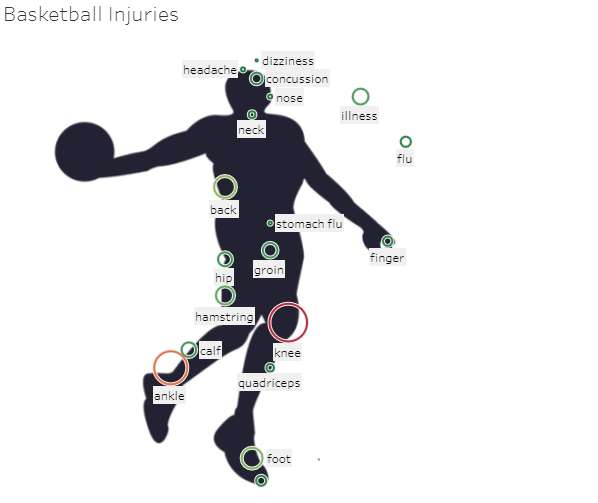 Basketball Injuries
dizziness
headache
concussion
nose
illness
neck
flu
back
stomach flu
finger
groin
hip
hamstring
calf
knee
quadriceps
ankle
foot